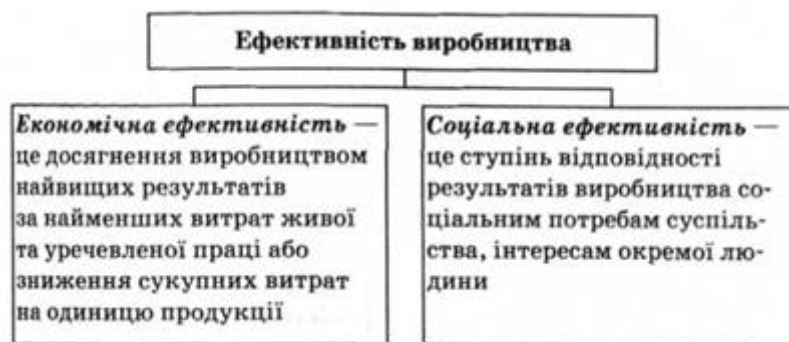 Ефективність виробництва
Економічна ефективність —
це досягнення виробництвом
найвищих результатів
за найменших витрат живої
та уречевленої праці або
зниження сукупних витрат
на одиницю продукції
Соціальна ефективність —
це ступінь відповідності
результатів виробництва со-
ціальним потребам суспіль-
ства, інтересам окремої лю-
дини